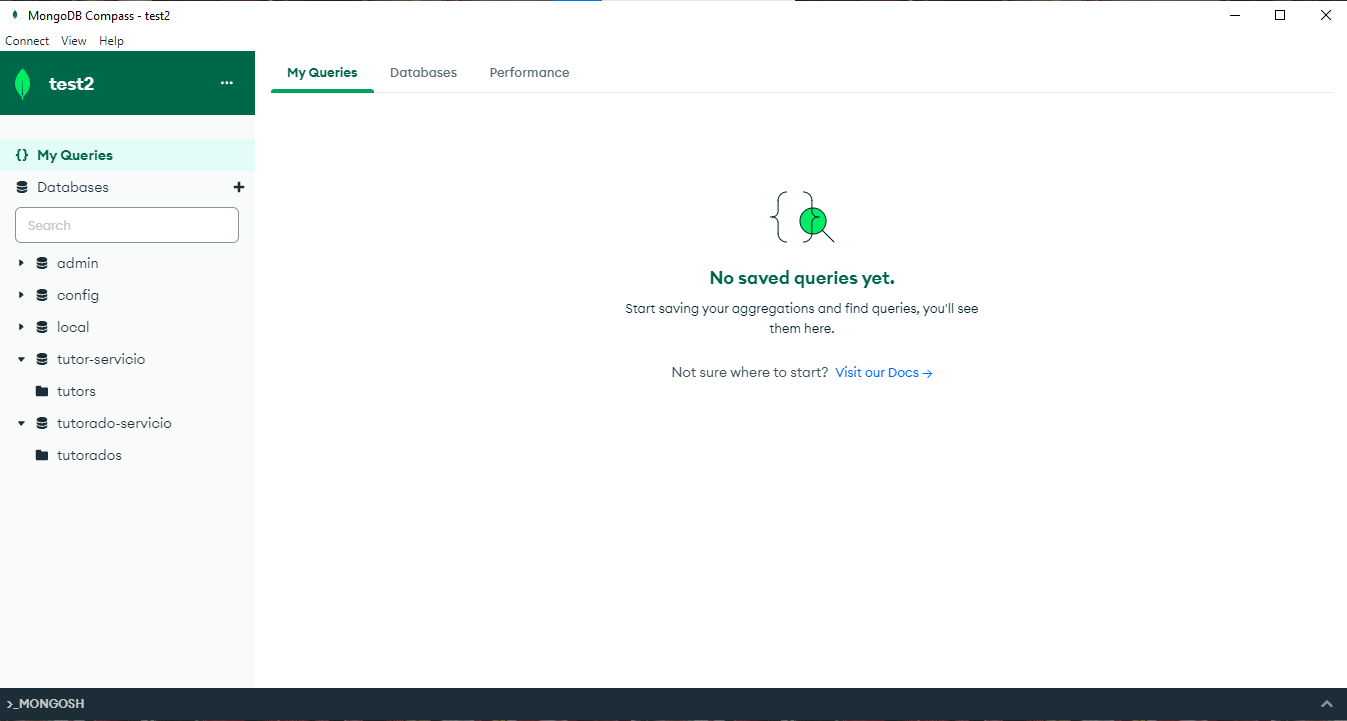 MongoDB Compass - test2
Connect View Help
test2
My Queries Databases Performance
{} My Queries
Databases
Search
admin
config
local
tutor-servicio
tutors
tutorado-servicio
tutorados
No saved queries yet.
Start saving your aggregations and find queries, you'll see
them here.
Not sure where to start? Visit our Docs →
>_MONGOSH